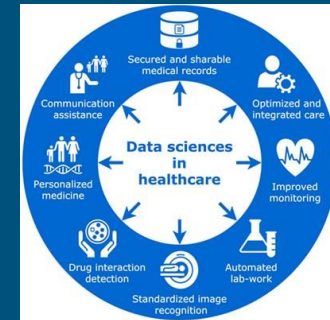 Secured and sharable
medical records
Optimized and
integrated care
Improved
monitoring
Automated
lab-work
Standardized image
recognition
Drug interaction
detection
Personalized
medicine
Communication
assistance
Data sciences
in
healthcare